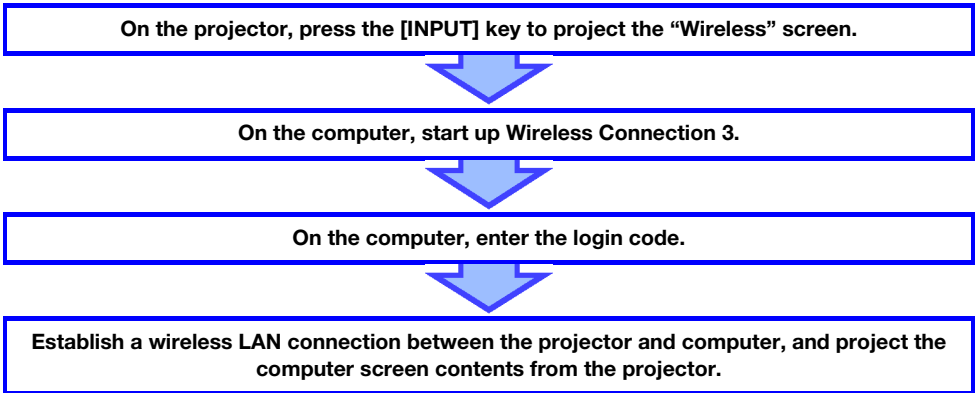 On the projector, press the [INPUT] key to project the “Wireless” screen.
On the computer, start up Wireless Connection 3.
On the computer, enter the login code.
Establish a wireless LAN connection between the projector and computer, and project the
computer screen contents from the projector.